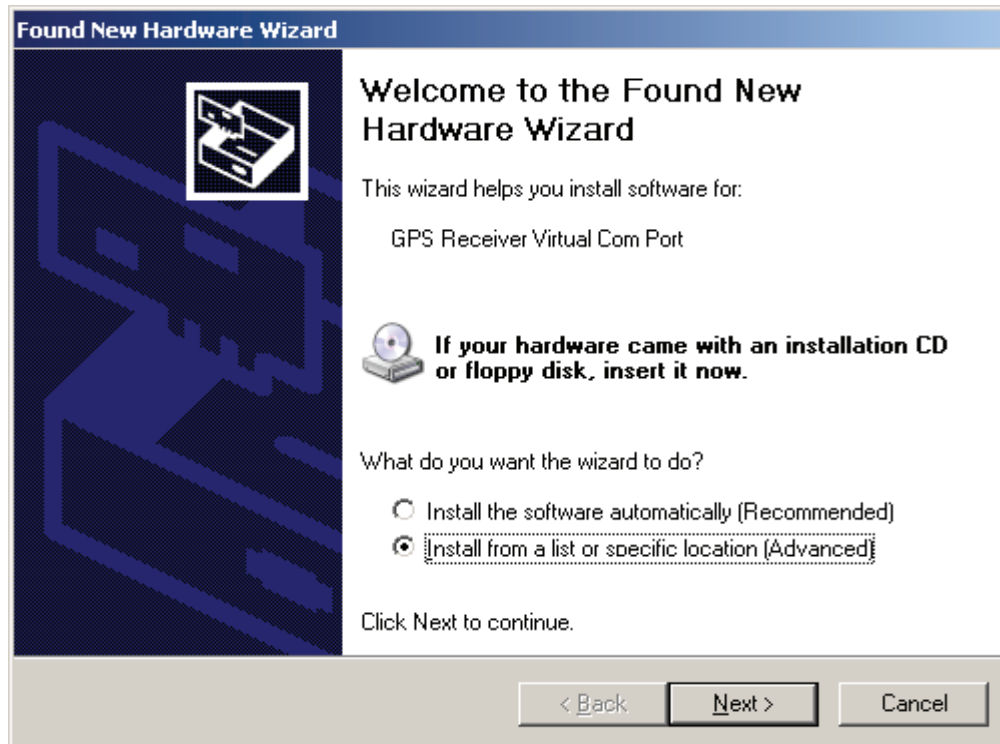 Found New Hardware Wizard
Welcome to the Found New
Hardware Wizard
This wizard helps you install software for:
GPS Receiver Virtual Com Port
If your hardware came with an installation CD
or floppy disk, insert it now.
What do you want the wizard to do?
Install the software automatically (Recommended)
Install from a list or specific location (Advanced)
Click Next to continue.
< Back Next > Cancel